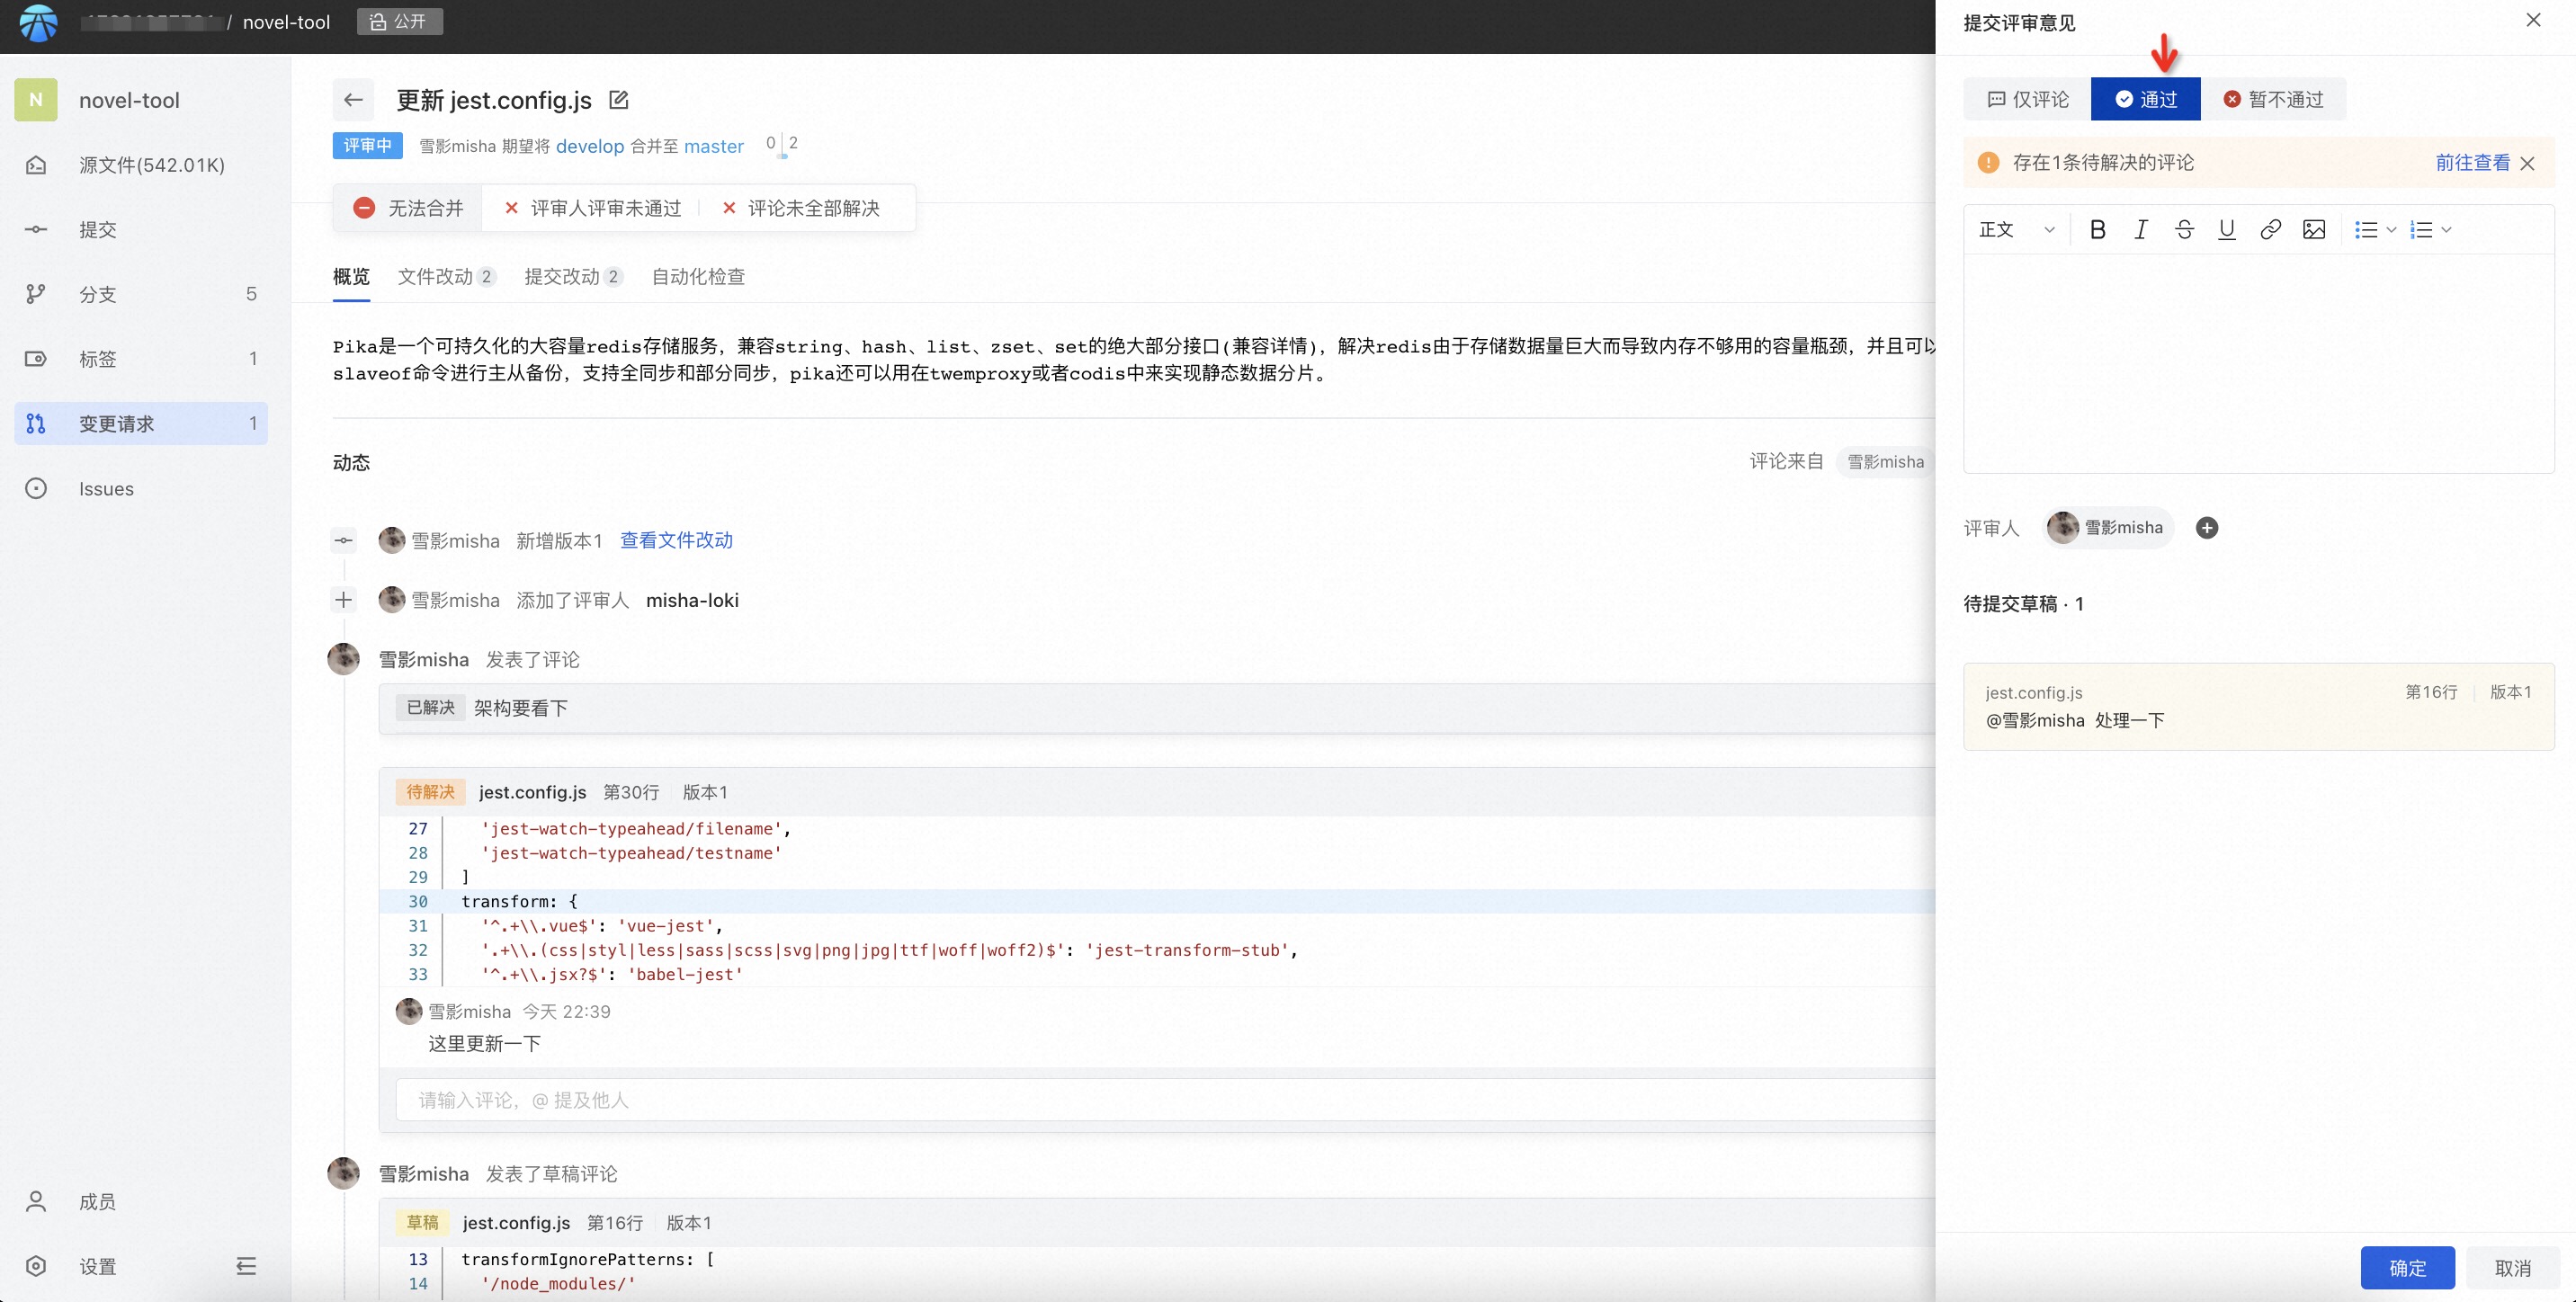 / novel-tool 公开
N novel-tool
源文件(542.01K)
提交
分支 5
标签 1
变更请求 1
Issues
成员
设置
更新 jest.config.js
评审中 雪影misha 期望将 develop 合并至 master 0 2
无法合并 评审人评审未通过 评论未全部解决
概览 文件改动 2 提交改动 2 自动化检查
Pika是一个可持久化的大容量redis存储服务，兼容string、hash、list、zset、set的绝大部分接口(兼容详情)，解决redis由于存储数据量巨大而导致内存不够用的容量瓶颈，并且可以
slaveof命令进行主从备份，支持全同步和部分同步，pika还可以用在twemproxy或者codis中来实现静态数据分片。
动态 评论来自 雪影misha
雪影misha 新增版本1 查看文件改动
雪影misha 添加了评审人 misha-loki
雪影misha 发表了评论
已解决 架构要看下
待解决 jest.config.js 第30行 版本1
27 'jest-watch-typeahead/filename',
28 'jest-watch-typeahead/testname'
29 ]
30 transform: {
31 '^.+\\.vue$': 'vue-jest',
32 '.+\\.(css|styl|less|sass|scss|svg|png|jpg|ttf|woff|woff2)$': 'jest-transform-stub',
33 '^.+\\.jsx?$': 'babel-jest'
雪影misha 今天 22:39
这里更新一下
请输入评论，@ 提及他人
雪影misha 发表了草稿评论
草稿 jest.config.js 第16行 版本1
13 transformIgnorePatterns: [
14 '/node_modules/'
提交评审意见
仅评论 通过 暂不通过
存在1条待解决的评论 前往查看
正文 B I S U
评审人 雪影misha
待提交草稿 · 1
jest.config.js 第16行 版本1
@雪影misha 处理一下
确定 取消